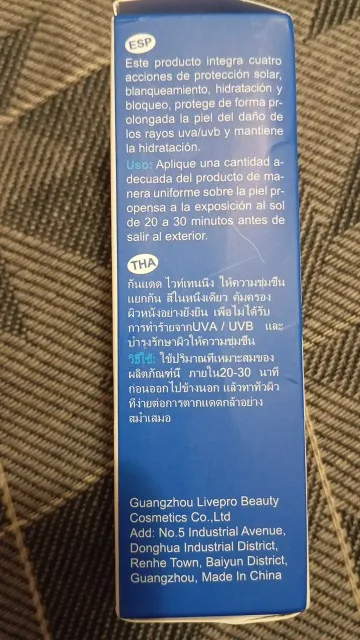 ESP
Este producto integra cuatro
acciones de protección solar,
blanqueamiento, hidratación y
bloqueo, protege de forma pr-
olongada la piel del daño de
los rayos uva/uvb y mantiene
la hidratación.
Uso: Aplique una cantidad a-
decuada del producto de ma-
nera uniforme sobre la piel pr-
opensa a la exposición al sol
de 20 a 30 minutos antes de
salir al exterior.
THA
กันแดด ไวท์เทนนิง ให้ความชุ่มชื้น
แยกกัน สี่ในหนึ่งเดียว คุ้มครอง
ผิวหนังอย่างยั่งยืน เพื่อไม่ได้รับ
การทำร้ายจากUVA / UVB และ
บำรุงรักษาผิวให้ความชุ่มชื้น
วิธีใช้: ใช้ปริมาณที่เหมาะสมของ
ผลิตภัณฑ์นี้ ภายใน20-30 นาที
ก่อนออกไปข้างนอก แล้วทาทั่วผิว
ที่ง่ายต่อการตากแดดกล้าอย่าง
สม่ำเสมอ
Guangzhou Livepro Beauty
Cosmetics Co.,Ltd
Add: No.5 Industrial Avenue,
Donghua Industrial District,
Renhe Town, Baiyun District,
Guangzhou, Made In China